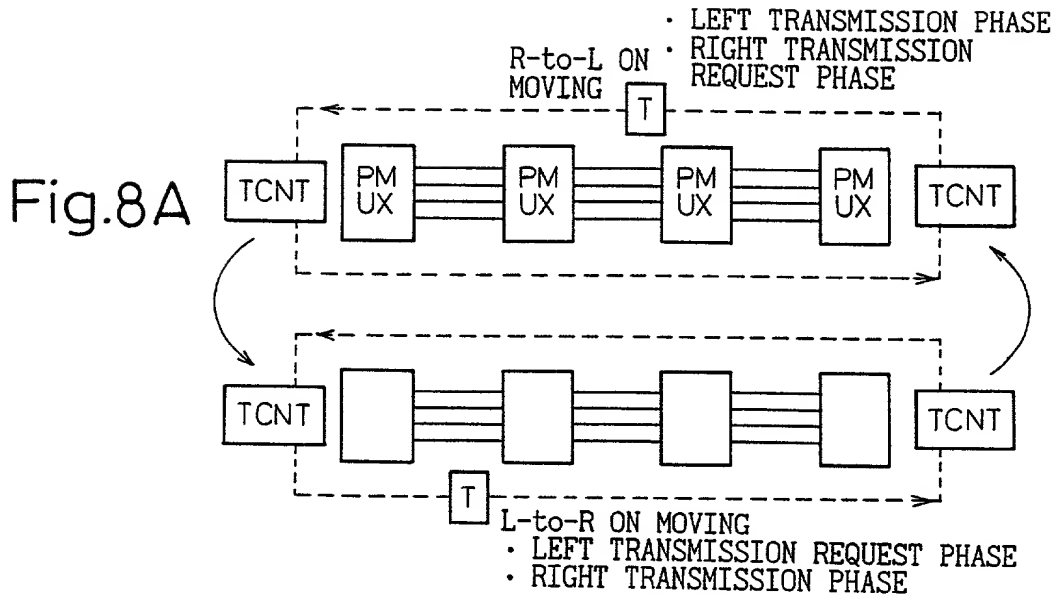 · LEFT TRANSMISSION PHASE
R-to-L ON
MOVING
· RIGHT TRANSMISSION
REQUEST PHASE
T
Fig.8A
TCNT
PM
UX
PM
UX
PM
UX
PM
UX
TCNT
TCNT
TCNT
T
L-to-R ON MOVING
· LEFT TRANSMISSION REQUEST PHASE
· RIGHT TRANSMISSION PHASE